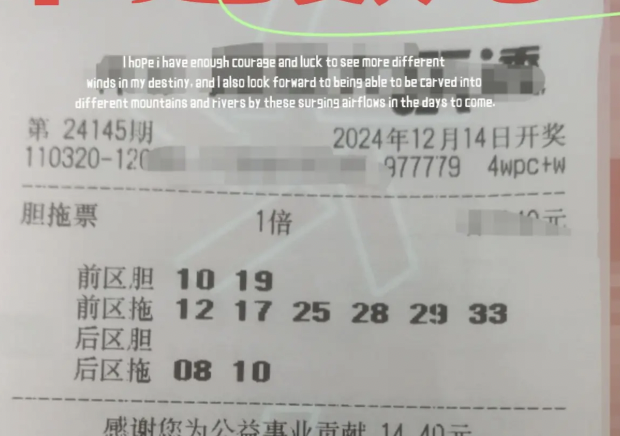 I hope i have enough courage and luck to see more different
winds in my destiny, and I also look forward to being able to be carved into
different mountains and rivers by these surging airflows in the days to come.
第 24145期 2024年12月14日开奖
110320-120 977779 4wpc+w
胆拖票 1倍 元
前区胆 10 19
前区拖 12 17 25 28 29 33
后区胆
后区拖 08 10
感谢您为公益事业贡献 14.40元